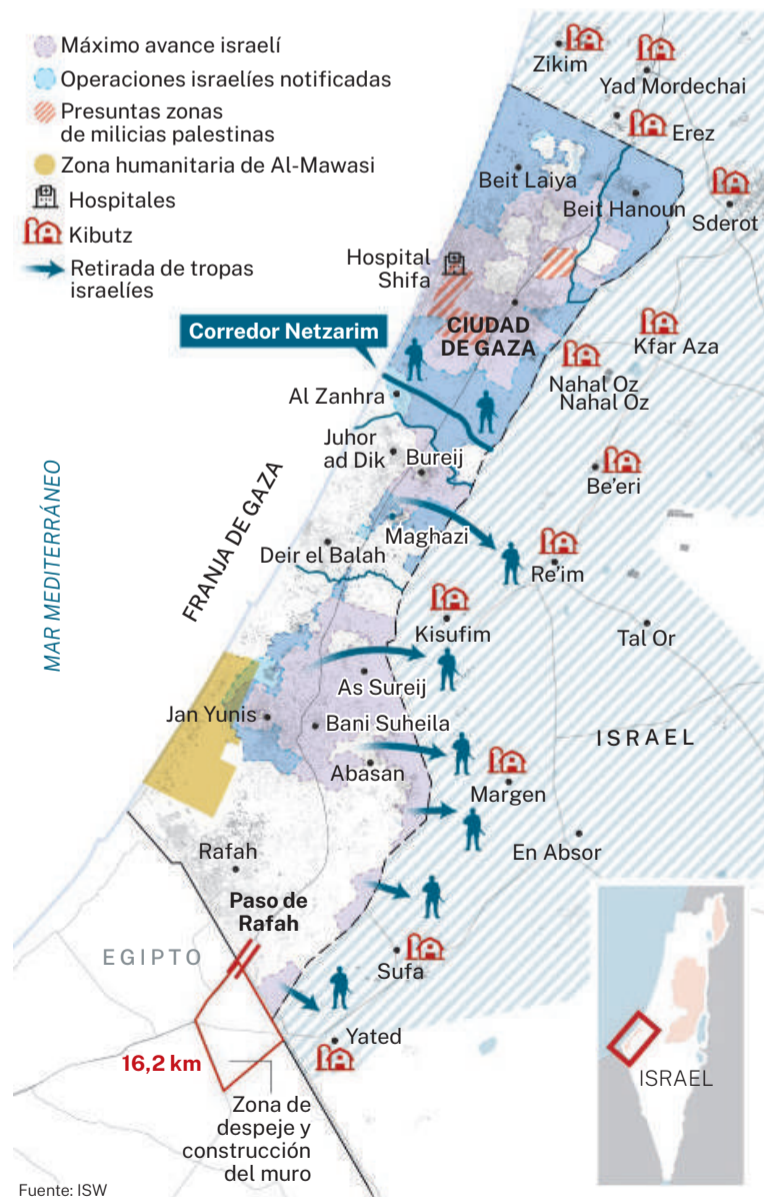 Máximo avance israelí
Operaciones israelíes notificadas
Presuntas zonas
de milicias palestinas
Zona humanitaria de Al-Mawasi
Hospitales
Kibutz
Retirada de tropas
israelíes
Zikim
Yad Mordechai
Erez
Beit Laiya
Beit Hanoun
Sderot
Hospital
Shifa
CIUDAD
DE GAZA
Corredor Netzarim
Kfar Aza
Nahal Oz
Nahal Oz
Al Zanhra
Juhor
ad Dik
Bureij
Be'eri
MAR MEDITERRÁNEO
FRANJA DE GAZA
Maghazi
Deir el Balah
Re'im
Kisufim
Tal Or
As Sureij
Jan Yunis
Bani Suheila
ISRAEL
Abasan
Margen
En Absor
Rafah
Paso de
Rafah
EGIPTO
Sufa
Yated
16,2 km
ISRAEL
Zona de
despeje y
construcción
del muro
Fuente: ISW